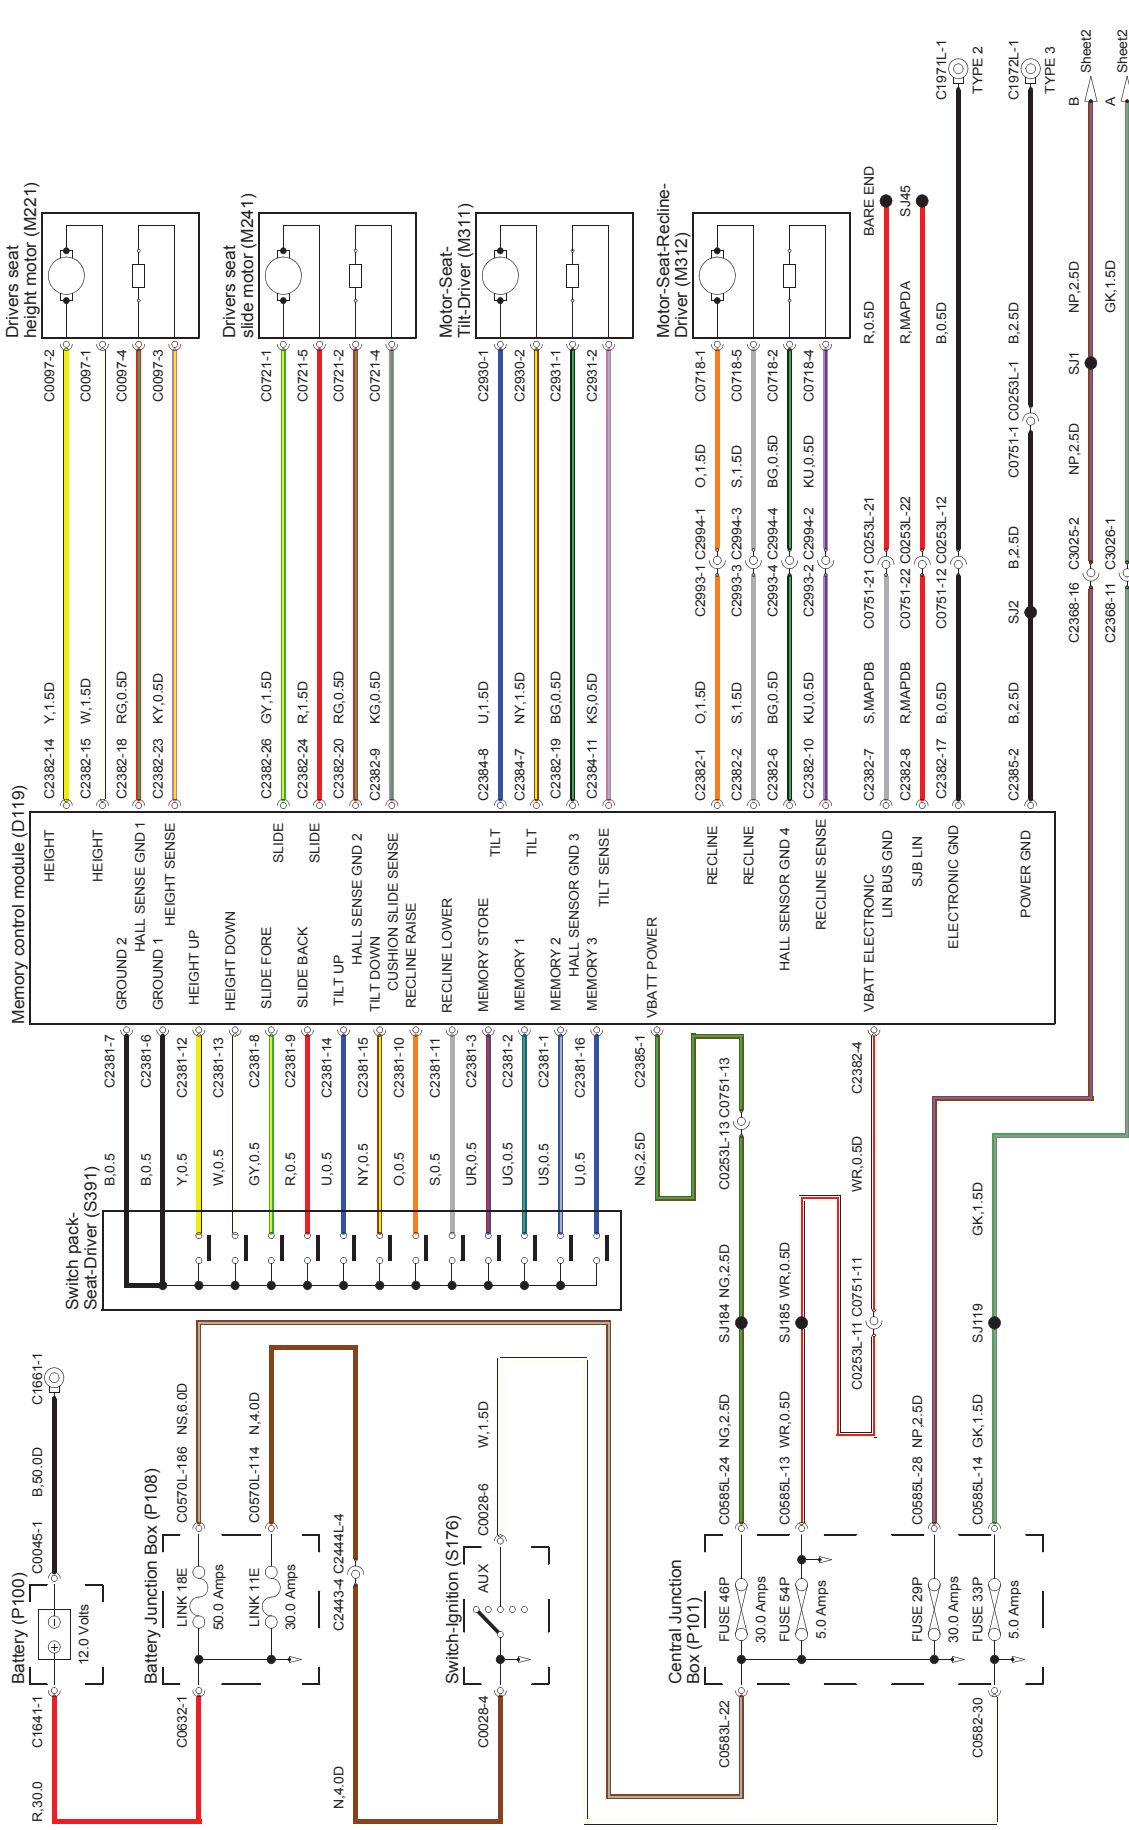 Drivers seat
height motor (M221)
C0097-2
C0097-1
C0097-4
C0097-3
Y,1.5D
W,1.5D
RG,0.5D
KY,0.5D
C2382-14
C2382-15
C2382-18
C2382-23
Drivers seat
slide motor (M241)
C0721-1
C0721-5
C0721-2
C0721-4
GY,1.5D
R,1.5D
RG,0.5D
KG,0.5D
C2382-26
C2382-24
C2382-20
C2382-9
Motor-Seat-
Tilt-Driver (M311)
C2930-1
C2930-2
C2931-1
C2931-2
U,1.5D
NY,1.5D
BG,0.5D
KS,0.5D
C2384-8
C2384-7
C2382-19
C2384-11
Motor-Seat-Recline-
Driver (M312)
C0718-1
C0718-5
C0718-2
C0718-4
O,1.5D
S,1.5D
BG,0.5D
KU,0.5D
C2993-1 C2994-1
C2993-3 C2994-3
C2993-4 C2994-4
C2993-2 C2994-2
O,1.5D
S,1.5D
BG,0.5D
KU,0.5D
C2382-1
C2382-2
C2382-6
C2382-10
BARE END
SJ45
R,0.5D
R,MAPDA
B,0.5D
C0751-21 C0253L-21
C0751-22 C0253L-22
C0751-12 C0253L-12
S,MAPDB
R,MAPDB
B,0.5D
C2382-7
C2382-8
C2382-17
C1971L-1
TYPE 2
C1972L-1
TYPE 3
B,2.5D
C0751-1 C0253L-1
B,2.5D
SJ2
B,2.5D
C2385-2
B
Sheet2
A
Sheet2
NP,2.5D
GK,1.5D
SJ1
NP,2.5D
C2368-16 C3025-2
C2368-11 C3026-1
Memory control module (D119)
HEIGHT
HEIGHT
HALL SENSE GND 1
HEIGHT SENSE
SLIDE
SLIDE
HALL SENSE GND 2
CUSHION SLIDE SENSE
TILT
TILT
HALL SENSOR GND 3
TILT SENSE
RECLINE
RECLINE
HALL SENSOR GND 4
RECLINE SENSE
LIN BUS GND
SJB LIN
ELECTRONIC GND
POWER GND
GROUND 2
GROUND 1
HEIGHT UP
HEIGHT DOWN
SLIDE FORE
SLIDE BACK
TILT UP
TILT DOWN
RECLINE RAISE
RECLINE LOWER
MEMORY STORE
MEMORY 1
MEMORY 2
MEMORY 3
VBATT POWER
VBATT ELECTRONIC
C2381-7
C2381-6
C2381-12
C2381-13
C2381-8
C2381-9
C2381-14
C2381-15
C2381-10
C2381-11
C2381-3
C2381-2
C2381-1
C2381-16
C2385-1
C2382-4
B,0.5
B,0.5
Y,0.5
W,0.5
GY,0.5
R,0.5
U,0.5
NY,0.5
O,0.5
S,0.5
UR,0.5
UG,0.5
US,0.5
U,0.5
NG,2.5D
C0253L-13 C0751-13
WR,0.5D
Switch pack-
Seat-Driver (S391)
SJ184 NG,2.5D
SJ185 WR,0.5D
C0253L-11 C0751-11
GK,1.5D
SJ119
C1661-1
B,50.0D
C0045-1
Battery (P100)
12.0 Volts
C1641-1
R,30.0
C0570L-186 NS,6.0D
C0570L-114 N,4.0D
Battery Junction Box (P108)
LINK 18E
50.0 Amps
LINK 11E
30.0 Amps
C0632-1
C2443-4 C2444L-4
N,4.0D
W,1.5D
C0028-6
Switch-Ignition (S176)
AUX
C0028-4
C0585L-24 NG,2.5D
C0585L-13 WR,0.5D
C0585L-28 NP,2.5D
C0585L-14 GK,1.5D
Central Junction
Box (P101)
FUSE 46P
30.0 Amps
FUSE 54P
5.0 Amps
FUSE 29P
30.0 Amps
FUSE 33P
5.0 Amps
C0583L-22
C0582-30